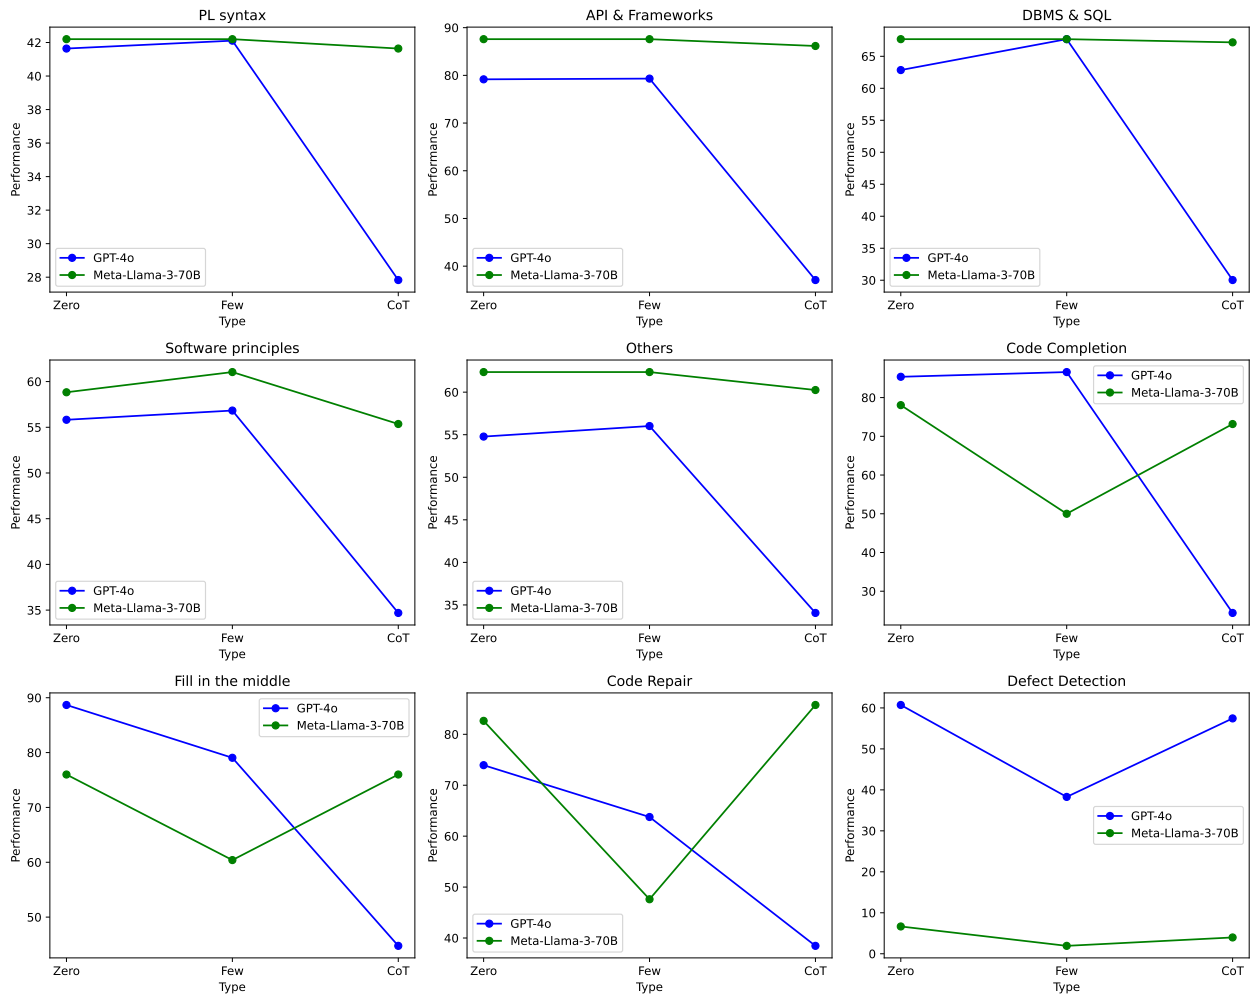 PL syntax
Performance
42
40
38
36
34
32
30
28
GPT-4o
Meta-Llama-3-70B
Zero
Few
CoT
Type
API & Frameworks
Performance
90
80
70
60
50
40
GPT-4o
Meta-Llama-3-70B
Zero
Few
CoT
Type
DBMS & SQL
Performance
65
60
55
50
45
40
35
30
GPT-4o
Meta-Llama-3-70B
Zero
Few
CoT
Type
Software principles
Performance
60
55
50
45
40
35
GPT-4o
Meta-Llama-3-70B
Zero
Few
CoT
Type
Others
Performance
60
55
50
45
40
35
GPT-4o
Meta-Llama-3-70B
Zero
Few
CoT
Type
Code Completion
Performance
80
70
60
50
40
30
GPT-4o
Meta-Llama-3-70B
Zero
Few
CoT
Type
Fill in the middle
Performance
90
80
70
60
50
GPT-4o
Meta-Llama-3-70B
Zero
Few
CoT
Type
Code Repair
Performance
80
70
60
50
40
GPT-4o
Meta-Llama-3-70B
Zero
Few
CoT
Type
Defect Detection
Performance
60
50
40
30
20
10
0
GPT-4o
Meta-Llama-3-70B
Zero
Few
CoT
Type